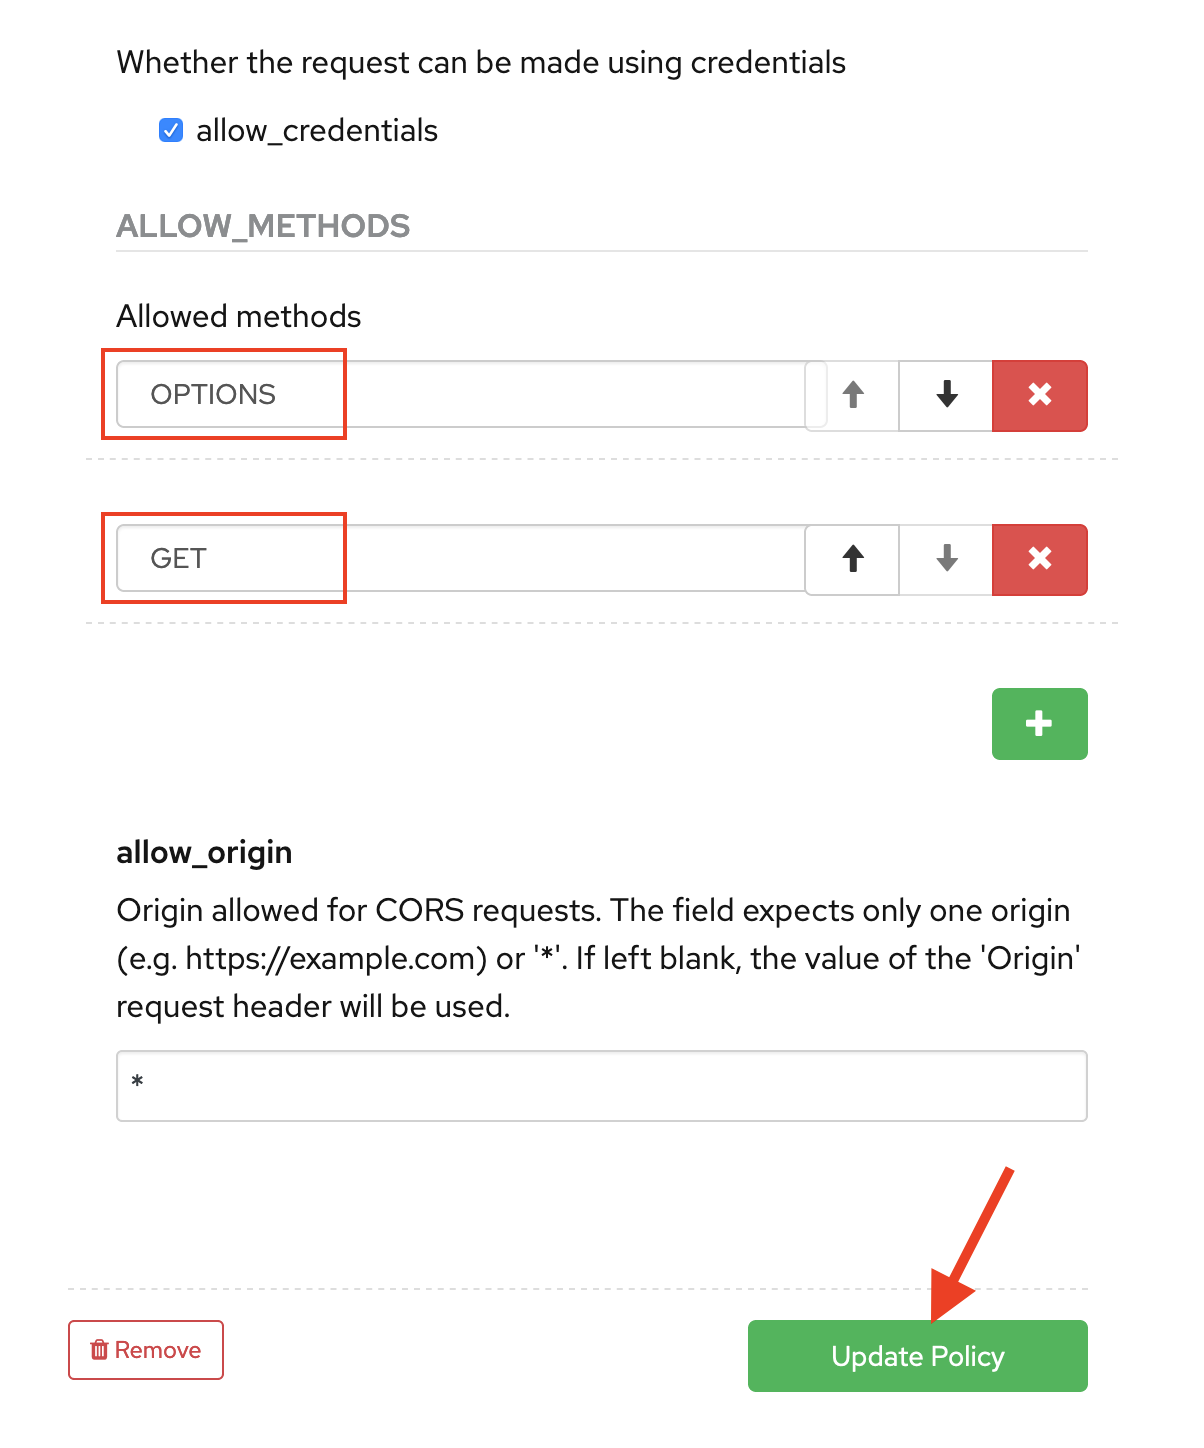 Whether the request can be made using credentials
allow_credentials
ALLOW_METHODS
Allowed methods
OPTIONS
GET
allow_origin
Origin allowed for CORS requests. The field expects only one origin
(e.g. https://example.com) or '*'. If left blank, the value of the 'Origin'
request header will be used.
*
Remove
Update Policy